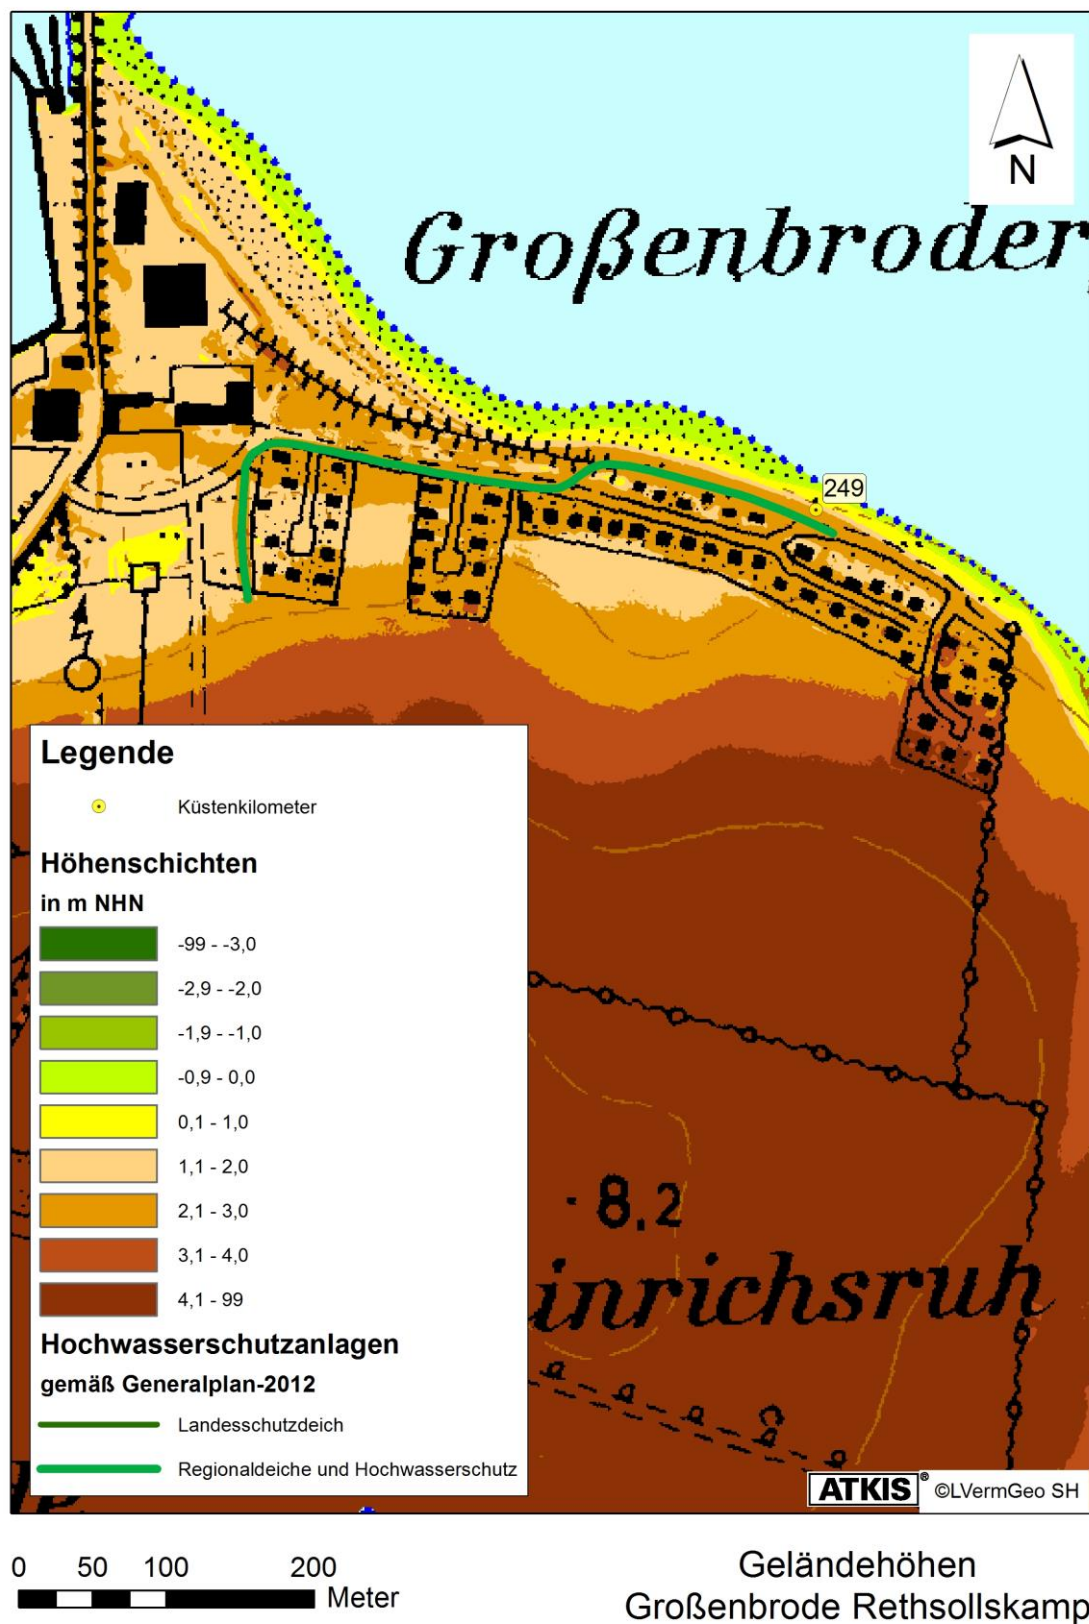 N
Großenbroder
249
Legende
Küstenkilometer
Höhenschichten
in m NHN
-99 - -3,0
-2,9 - -2,0
-1,9 - -1,0
-0,9 - 0,0
0,1 - 1,0
1,1 - 2,0
2,1 - 3,0
3,1 - 4,0
4,1 - 99
Hochwasserschutzanlagen
gemäß Generalplan-2012
Landesschutzdeich
Regionaldeiche und Hochwasserschutz
8.2
inrichsruh
ATKIS® ©LVermGeo SH
0 50 100 200
Meter
Geländehöhen
Großenbrode Rethsollskamp